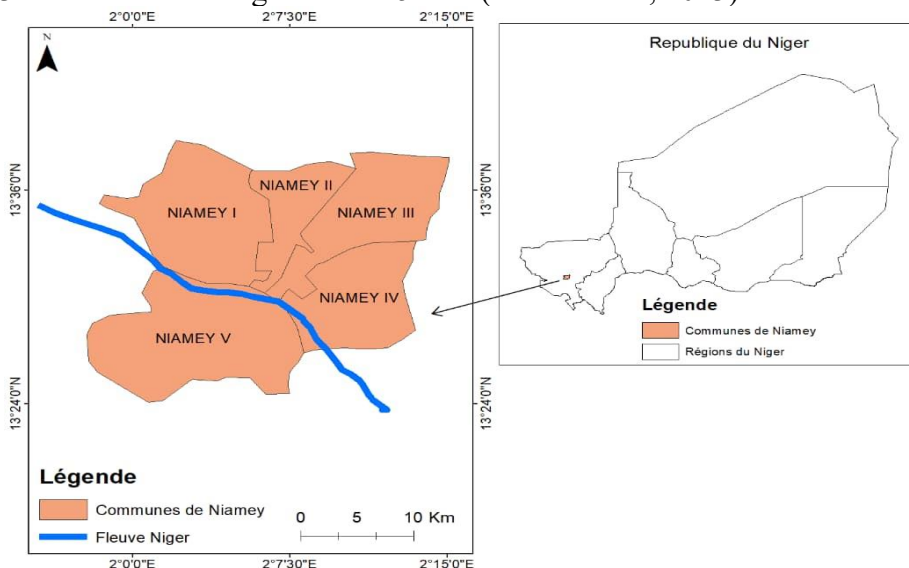 2°0'0"E 2°7'30"E 2°15'0"E
N
13°36'0"N
13°36'0"N
NIAMEY I
NIAMEY II
NIAMEY III
NIAMEY IV
NIAMEY V
13°24'0"N
13°24'0"N
Légende
Communes de Niamey
Fleuve Niger
0 5 10 Km
2°0'0"E 2°7'30"E 2°15'0"E
Republique du Niger
Légende
Communes de Niamey
Régions du Niger